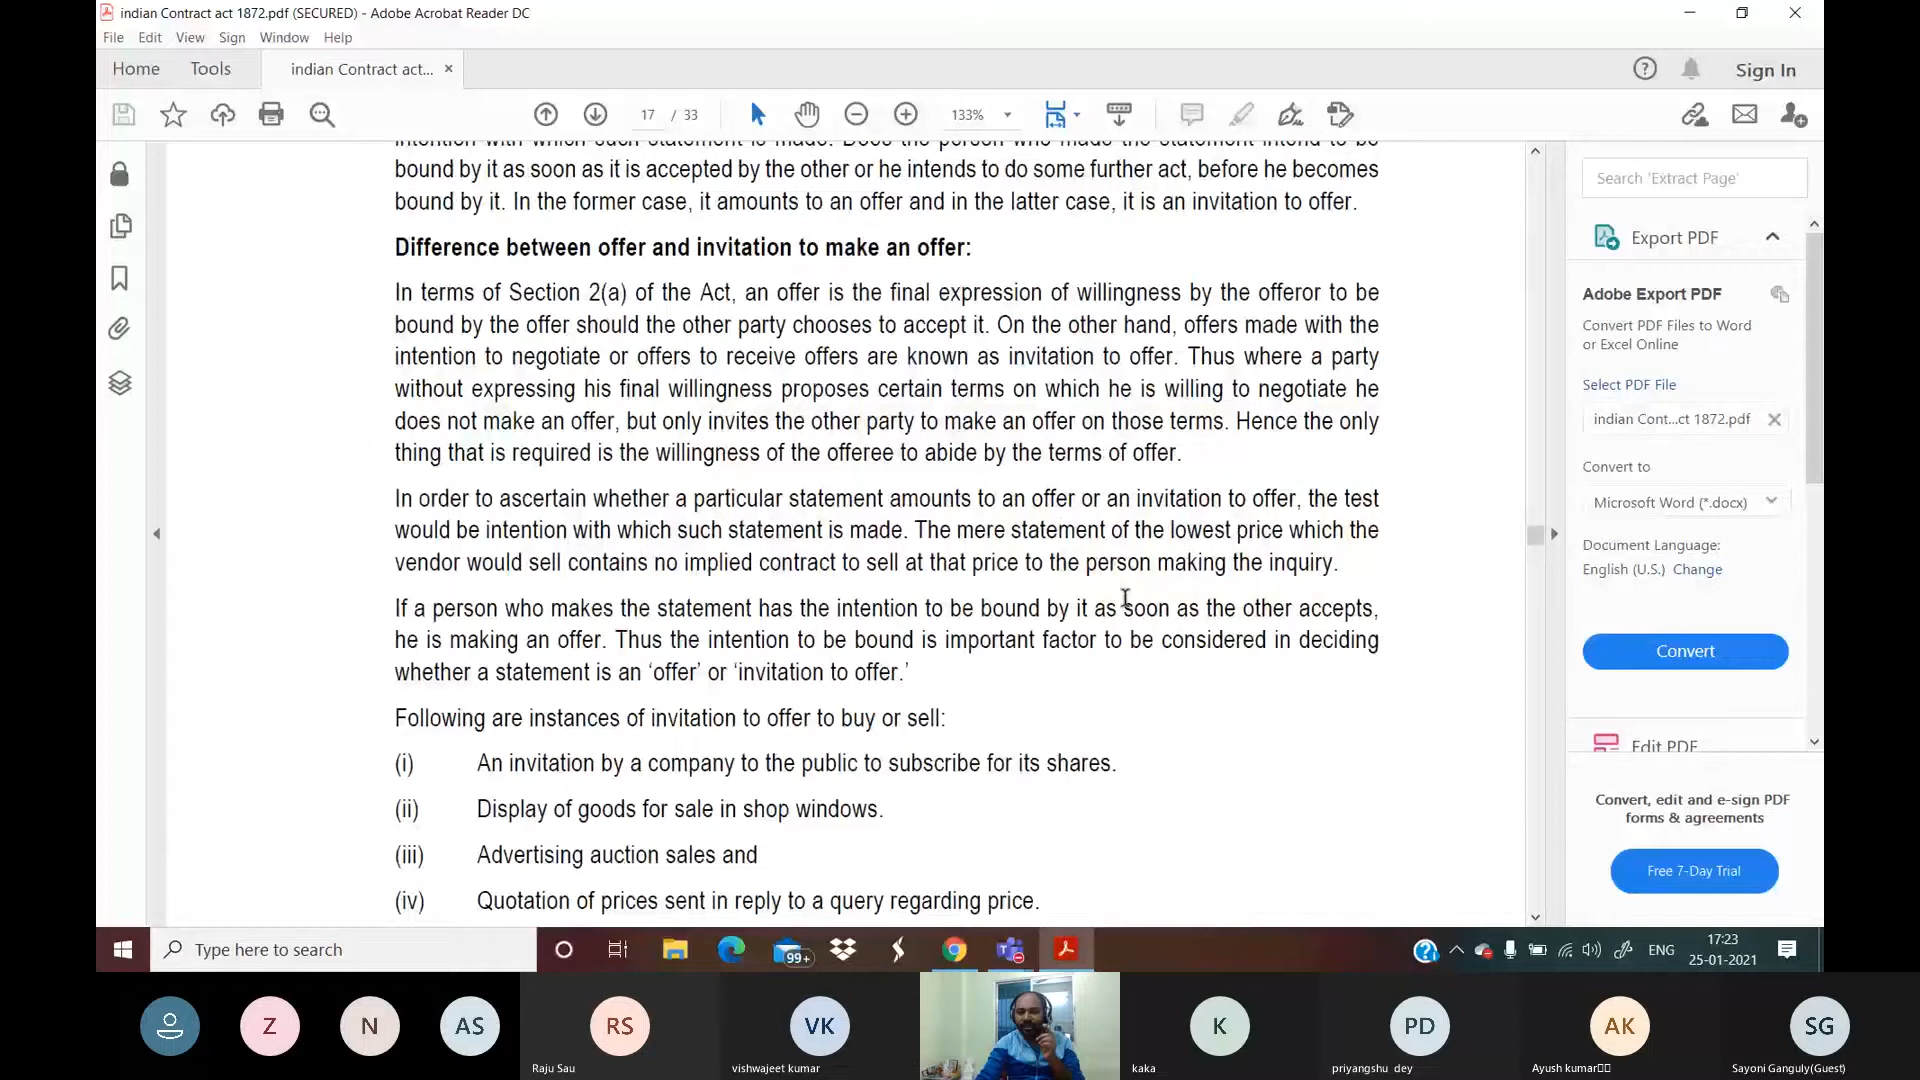 indian Contract act 1872.pdf (SECURED) - Adobe Acrobat Reader DC
File Edit View Sign Window Help
Home Tools indian Contract act... × Sign In
17 / 33 133%
intention with which such statement is made. Does the person who made the statement intend to be
bound by it as soon as it is accepted by the other or he intends to do some further act, before he becomes
bound by it. In the former case, it amounts to an offer and in the latter case, it is an invitation to offer.
Difference between offer and invitation to make an offer:
In terms of Section 2(a) of the Act, an offer is the final expression of willingness by the offeror to be
bound by the offer should the other party chooses to accept it. On the other hand, offers made with the
intention to negotiate or offers to receive offers are known as invitation to offer. Thus where a party
without expressing his final willingness proposes certain terms on which he is willing to negotiate he
does not make an offer, but only invites the other party to make an offer on those terms. Hence the only
thing that is required is the willingness of the offeree to abide by the terms of offer.
In order to ascertain whether a particular statement amounts to an offer or an invitation to offer, the test
would be intention with which such statement is made. The mere statement of the lowest price which the
vendor would sell contains no implied contract to sell at that price to the person making the inquiry.
If a person who makes the statement has the intention to be bound by it as soon as the other accepts,
he is making an offer. Thus the intention to be bound is important factor to be considered in deciding
whether a statement is an ‘offer’ or ‘invitation to offer.’
Following are instances of invitation to offer to buy or sell:
(i) An invitation by a company to the public to subscribe for its shares.
(ii) Display of goods for sale in shop windows.
(iii) Advertising auction sales and
(iv) Quotation of prices sent in reply to a query regarding price.
Search 'Extract Page'
Export PDF
Adobe Export PDF
Convert PDF Files to Word
or Excel Online
Select PDF File
indian Cont...ct 1872.pdf
Convert to
Microsoft Word (*.docx)
Document Language:
English (U.S.) Change
Convert
Edit PDF
Convert, edit and e-sign PDF
forms & agreements
Free 7-Day Trial
Type here to search
99+
ENG
17:23
25-01-2021
Z
N
AS
RS
Raju Sau
VK
vishwajeet kumar
K
kaka
PD
priyangshu dey
AK
Ayush kumar
SG
Sayoni Ganguly(Guest)